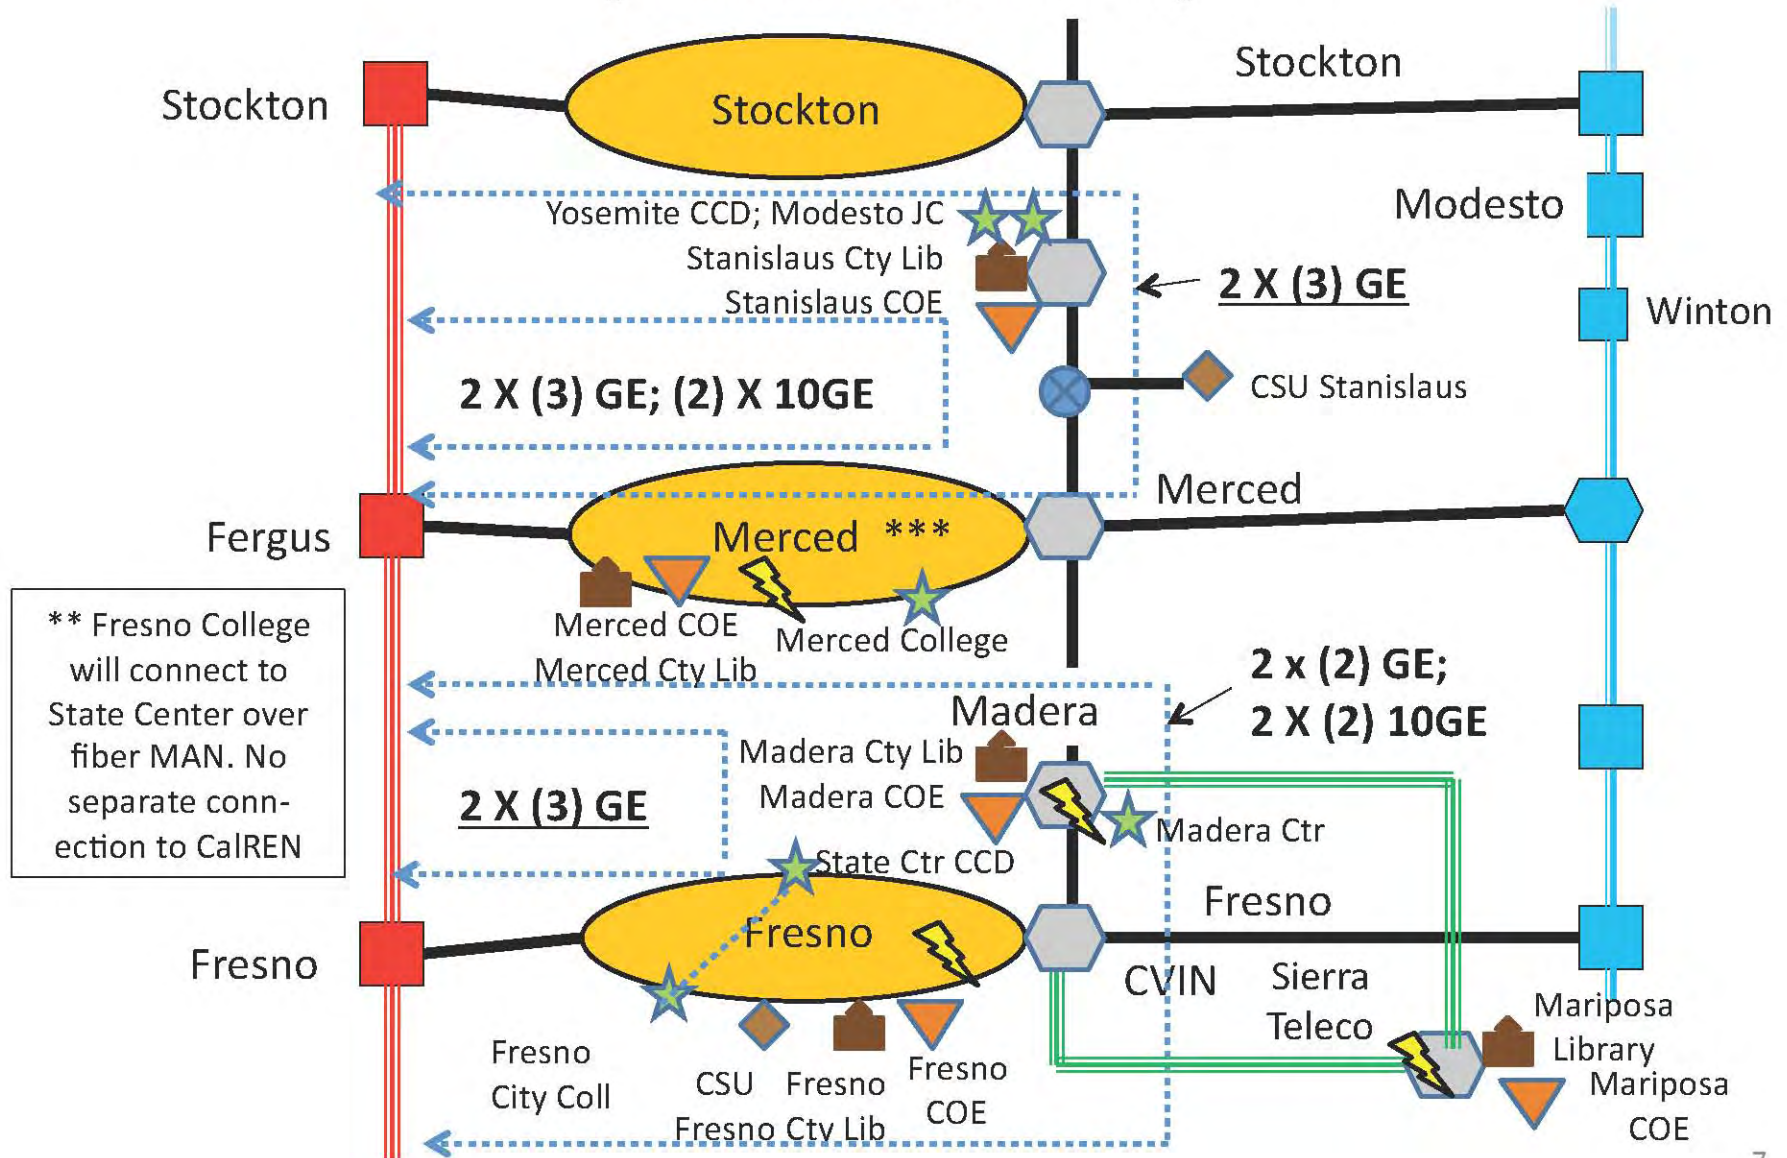 Stockton
Stockton
Stockton
Yosemite CCD; Modesto JC
Stanislaus Cty Lib
Stanislaus COE
Modesto
2 X (3) GE
Winton
2 X (3) GE; (2) X 10GE
CSU Stanislaus
Fergus
Merced ***
Merced
Merced COE
Merced Cty Lib
Merced College
** Fresno College
will connect to
State Center over
fiber MAN. No
separate conn-
ection to CalREN
2 x (2) GE;
2 X (2) 10GE
Madera
Madera Cty Lib
Madera COE
Madera Ctr
2 X (3) GE
State Ctr CCD
Fresno
Fresno
Fresno
CVIN
Sierra
Teleco
Mariposa
Library
Mariposa
COE
Fresno
City Coll
CSU
Fresno
Fresno
Cty Lib
Fresno
COE